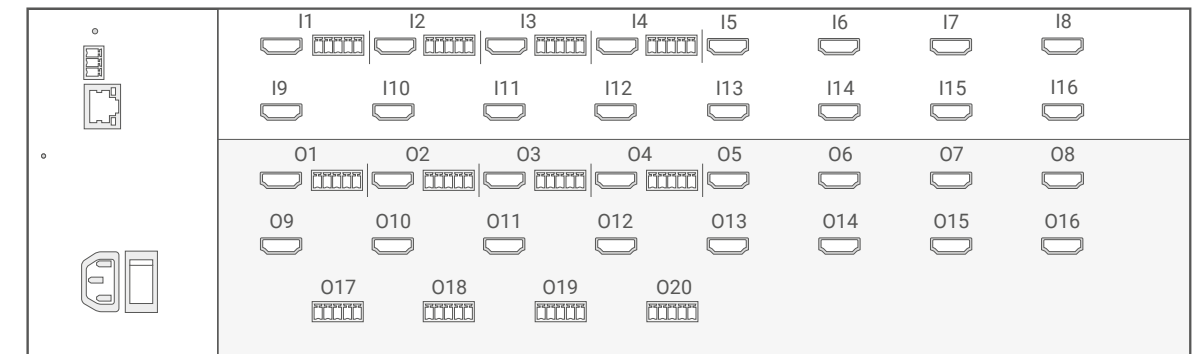 I1 I2 I3 I4 I5 I6 I7 I8
I9 I10 I11 I12 I13 I14 I15 I16
O1 O2 O3 O4 O5 O6 O7 O8
O9 O10 O11 O12 O13 O14 O15 O16
O17 O18 O19 O20